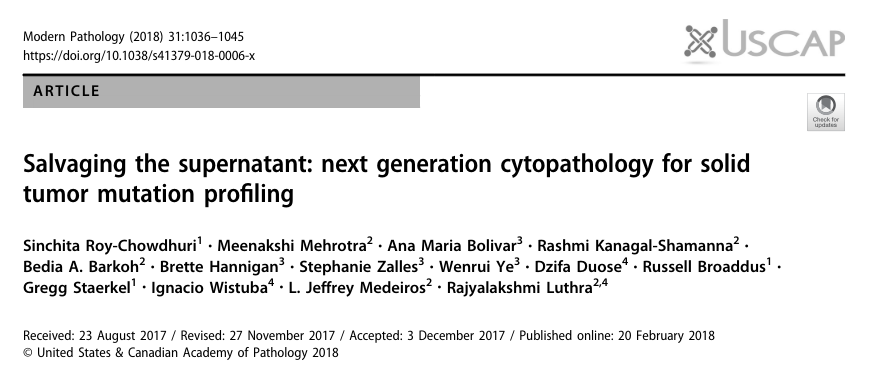 Modern Pathology (2018) 31:1036–1045
https://doi.org/10.1038/s41379-018-0006-x
USCAP
ARTICLE
Check for
updates
Salvaging the supernatant: next generation cytopathology for solid
tumor mutation profiling
Sinchita Roy-Chowdhuri1 · Meenakshi Mehrotra2 · Ana Maria Bolivar3 · Rashmi Kanagal-Shamanna2 ·
Bedia A. Barkoh2 · Brette Hannigan3 · Stephanie Zalles3 · Wenrui Ye3 · Dzifa Duose4 · Russell Broaddus1 ·
Gregg Staerkel1 · Ignacio Wistuba4 · L. Jeffrey Medeiros2 · Rajyalakshmi Luthra2,4
Received: 23 August 2017 / Revised: 27 November 2017 / Accepted: 3 December 2017 / Published online: 20 February 2018
© United States & Canadian Academy of Pathology 2018